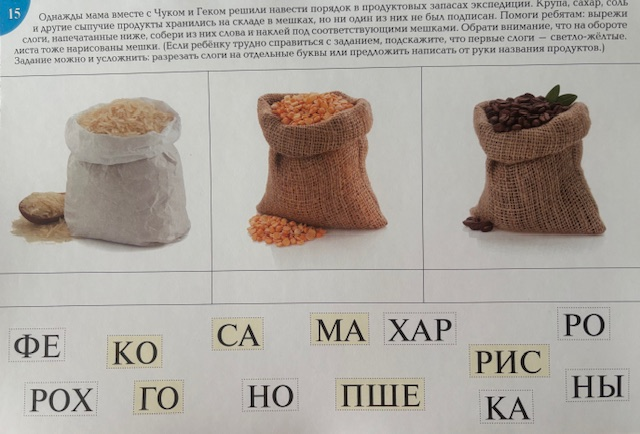 15
Однажды мама вместе с Чуком и Геком решили навести порядок в продуктовых запасах экспедиции. Крупа, сахар, соль
и другие сыпучие продукты хранились на складе в мешках, но ни один из них не был подписан. Помоги ребятам: вырежи
слоги, напечатанные ниже, собери из них слова и наклей под соответствующими мешками. Обрати внимание, что на обороте
листа тоже нарисованы мешки. (Если ребёнку трудно справиться с заданием, подскажите, что первые слоги — светло-жёлтые.
Задание можно и усложнить: разрезать слоги на отдельные буквы или предложить написать от руки названия продуктов.)
ФЕ КО СА МА ХАР РИС РО
РОХ ГО НО ПШЕ КА НЫ